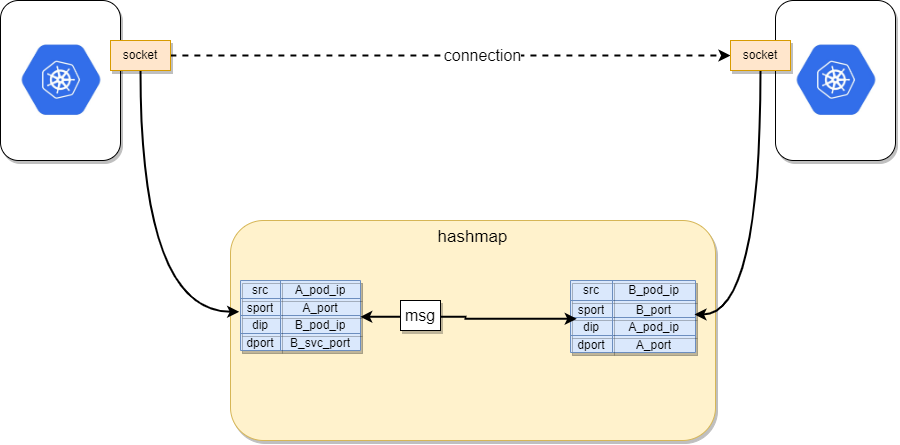 socket
connection
socket
hashmap
src A_pod_ip
sport A_port
dip B_pod_ip
dport B_svc_port
msg
src B_pod_ip
sport B_port
dip A_pod_ip
dport A_port